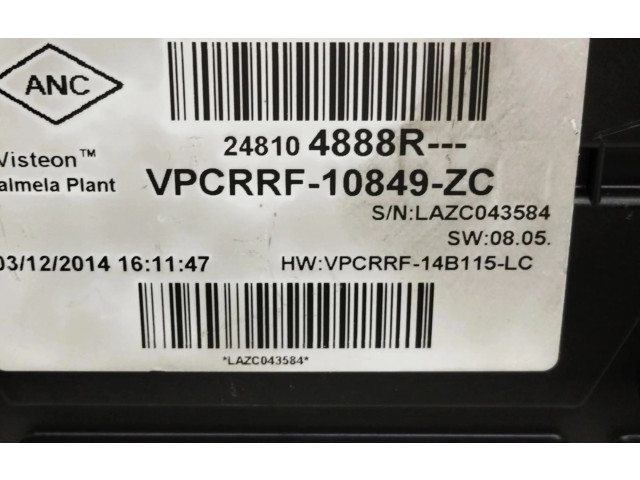 ANC
24810 4888R---
Visteon™
almela Plant
VPCRRF-10849-ZC
S/N:LAZC043584
SW:08.05.
03/12/2014 16:11:47
HW:VPCRRF-14B115-LC
*LAZC043584*